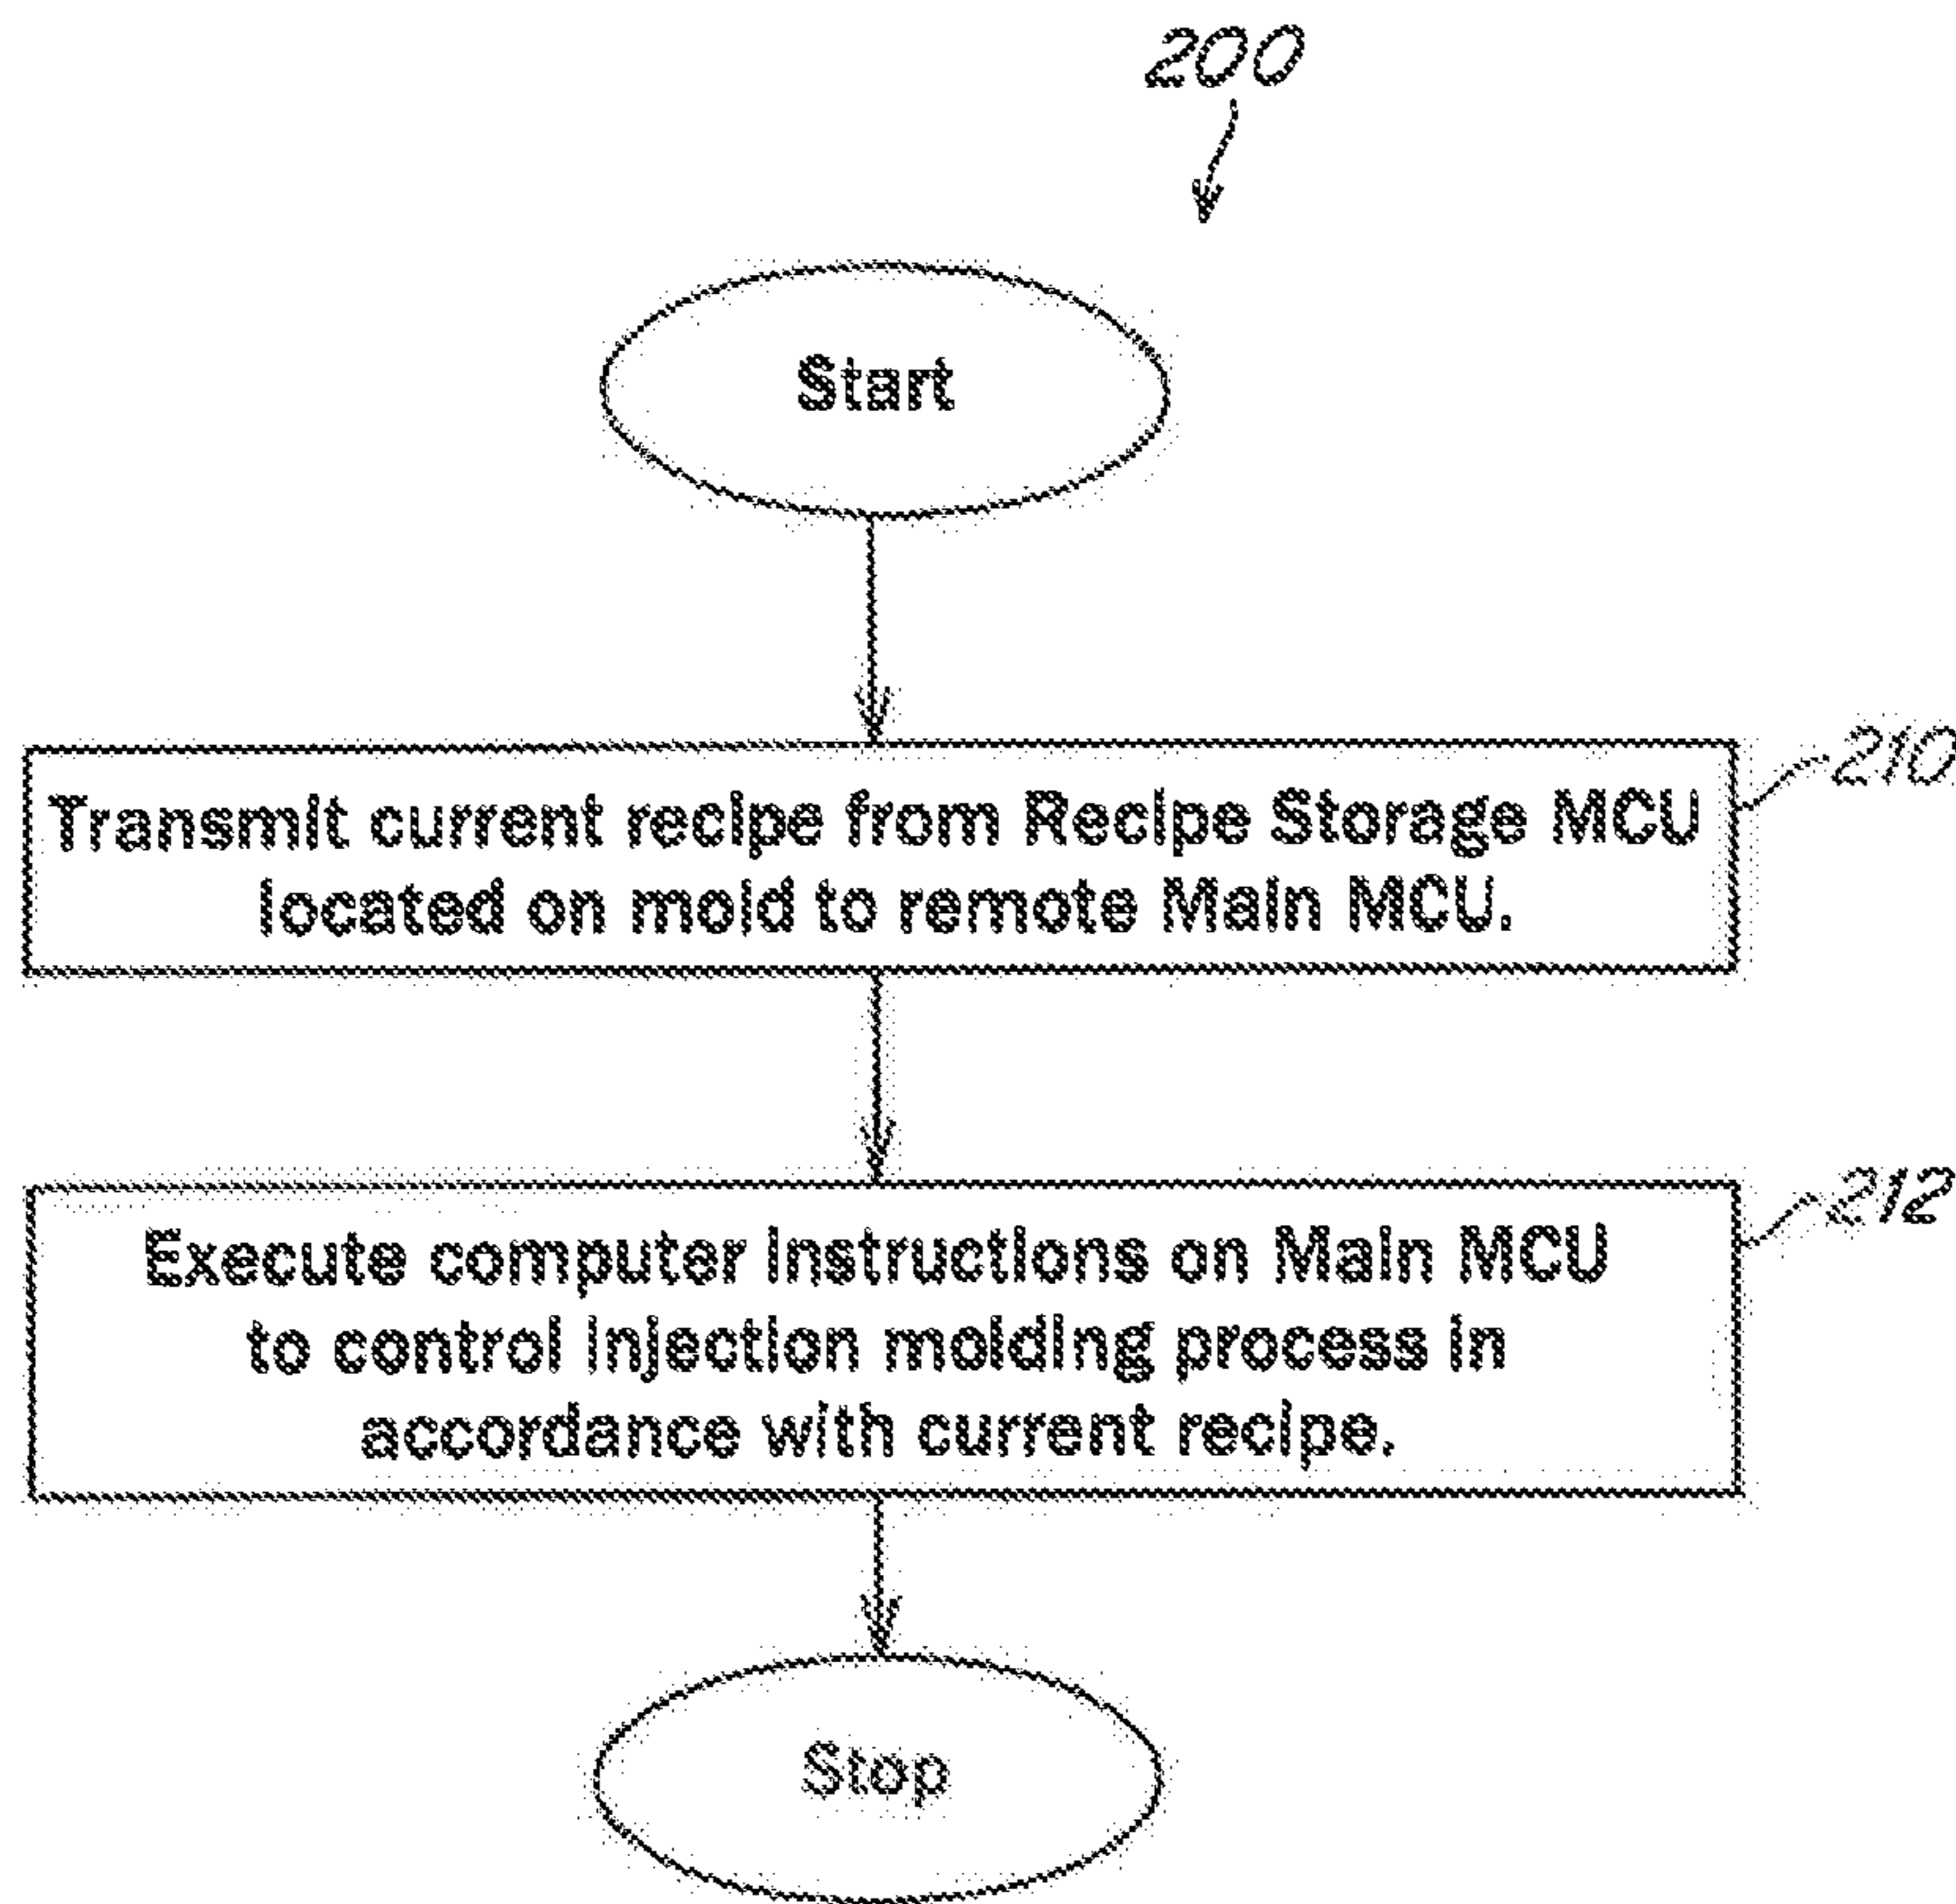 200
Start
Transmit current recipe from Recipe Storage MCU
210
located on mold to remote Main MCU.
Execute computer instructions on Main MCU
212
to control injection molding process in
accordance with current recipe.
Stop